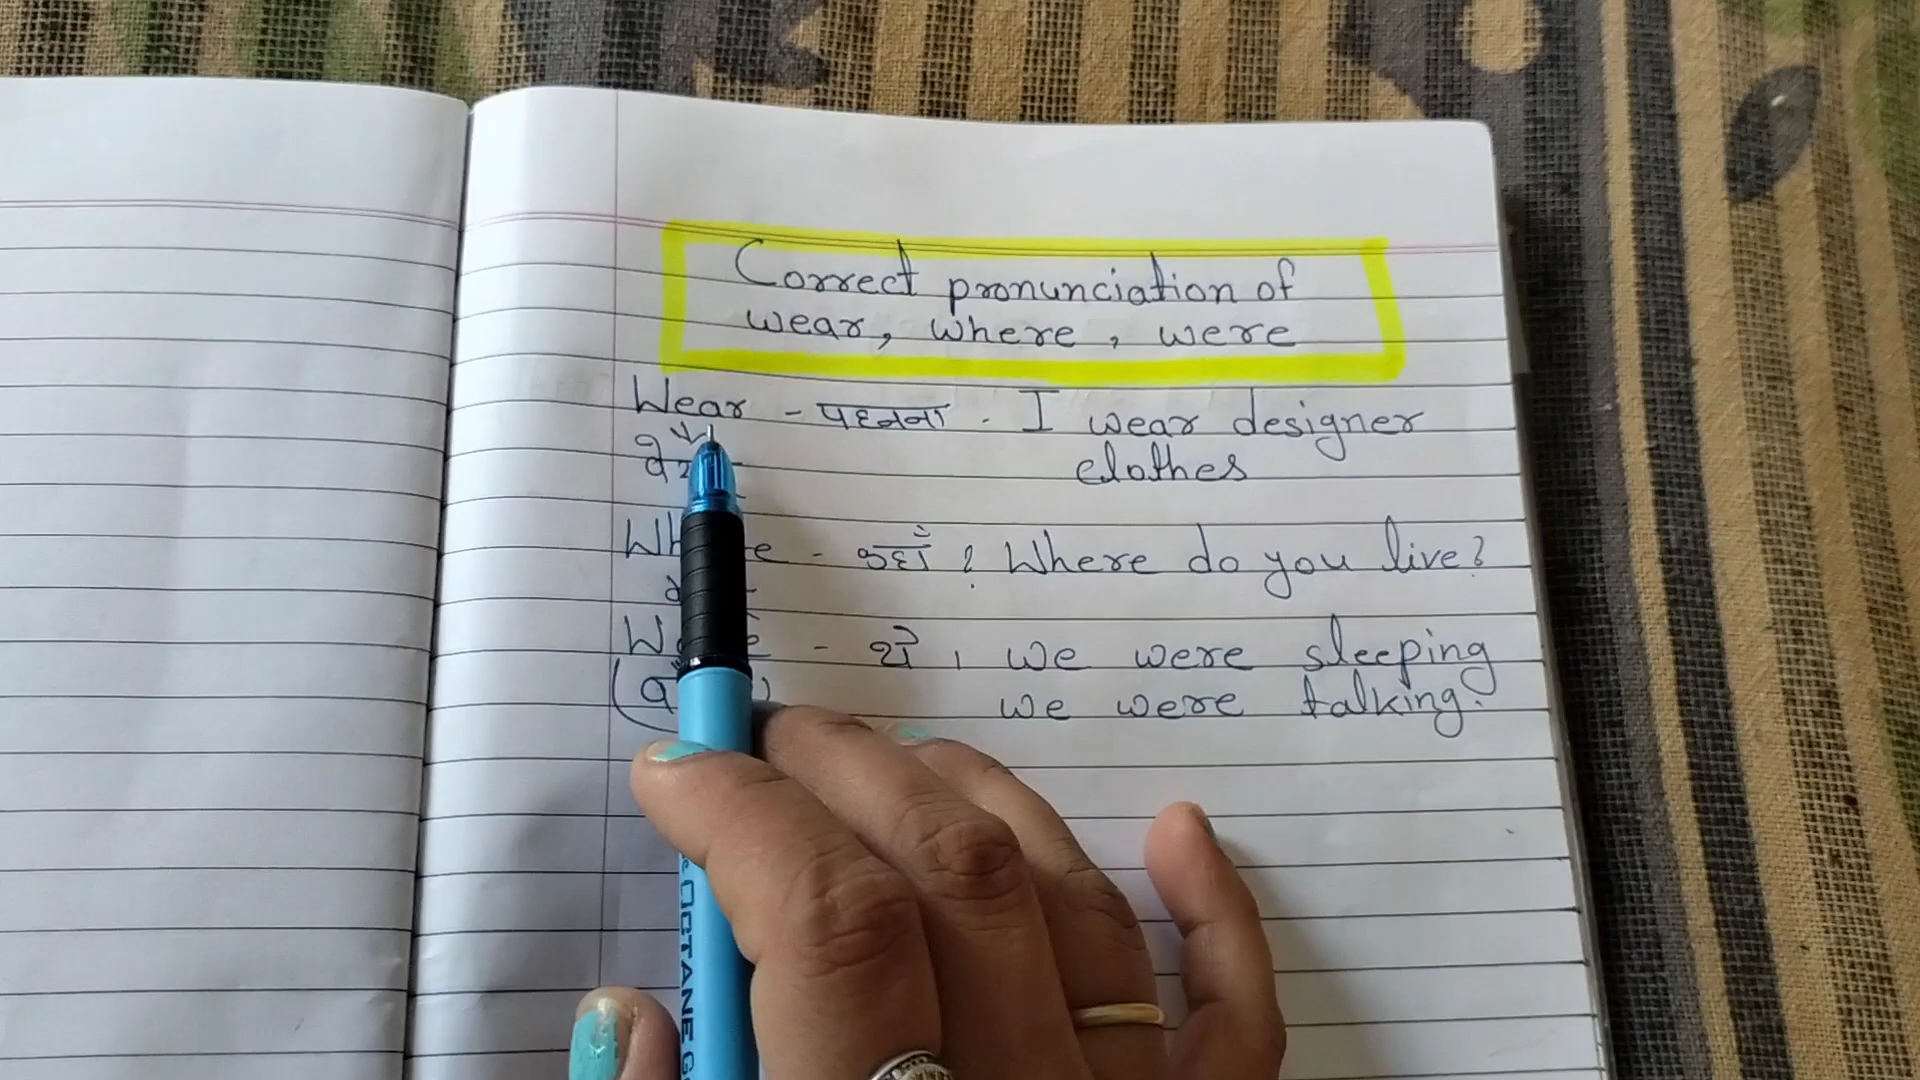 Correct pronunciation of
wear, where, were
Wear - पहनना - I wear designer
clothes
- कहाँ ? Where do you live?
- थे, we were sleeping
we were talking.
OCTANE